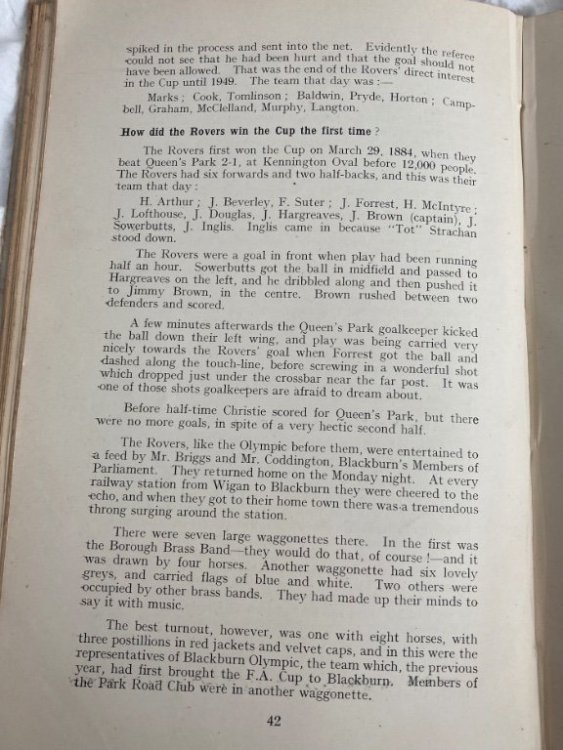 spiked in the process and sent into the net. Evidently the referee
could not see that he had been hurt and that the goal should not
have been allowed. That was the end of the Rovers' direct interest
in the Cup until 1949. The team that day was :—
Marks ; Cook, Tomlinson ; Baldwin, Pryde, Horton ; Camp-
bell, Graham, McClelland, Murphy, Langton.
How did the Rovers win the Cup the first time ?
The Rovers first won the Cup on March 29, 1884, when they
beat Queen's Park 2-1, at Kennington Oval before 12,000 people.
The Rovers had six forwards and two half-backs, and this was their
team that day :
H. Arthur ; J. Beverley, F. Suter ; J. Forrest, H. McIntyre ;
J. Lofthouse, J. Douglas, J. Hargreaves, J. Brown (captain), J.
Sowerbutts, J. Inglis. Inglis came in because "Tot" Strachan
stood down.
The Rovers were a goal in front when play had been running
half an hour. Sowerbutts got the ball in midfield and passed to
Hargreaves on the left, and he dribbled along and then pushed it
to Jimmy Brown, in the centre. Brown rushed between two
defenders and scored.
A few minutes afterwards the Queen's Park goalkeeper kicked
the ball down their left wing, and play was being carried very
nicely towards the Rovers' goal when Forrest got the ball and
dashed along the touch-line, before screwing in a wonderful shot
which dropped just under the crossbar near the far post. It was
one of those shots goalkeepers are afraid to dream about.
Before half-time Christie scored for Queen's Park, but there
were no more goals, in spite of a very hectic second half.
The Rovers, like the Olympic before them, were entertained to
a feed by Mr. Briggs and Mr. Coddington, Blackburn's Members of
Parliament. They returned home on the Monday night. At every
railway station from Wigan to Blackburn they were cheered to the
echo, and when they got to their home town there was a tremendous
throng surging around the station.
There were seven large waggonettes there. In the first was
the Borough Brass Band—they would do that, of course !—and it
was drawn by four horses. Another waggonette had six lovely
greys, and carried flags of blue and white. Two others were
occupied by other brass bands. They had made up their minds to
say it with music.
The best turnout, however, was one with eight horses, with
three postillions in red jackets and velvet caps, and in this were the
representatives of Blackburn Olympic, the team which, the previous
year, had first brought the F.A. Cup to Blackburn. Members of
the Park Road Club were in another waggonette.
42